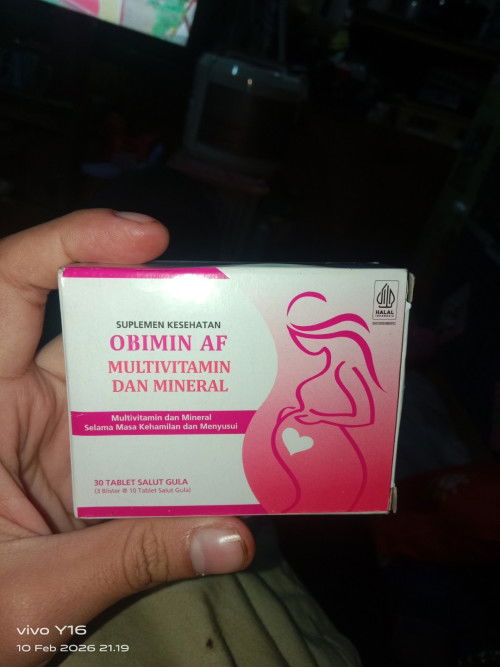 SUPLEMEN KESEHATAN
OBIMIN AF
MULTIVITAMIN
DAN MINERAL
Multivitamin dan Mineral
Selama Masa Kehamilan dan Menyusui
30 TABLET SALUT GULA
(3 Blister @ 10 Tablet Salut Gula)
HALAL
INDONESIA
vivo Y16
10 Feb 2026 21.19